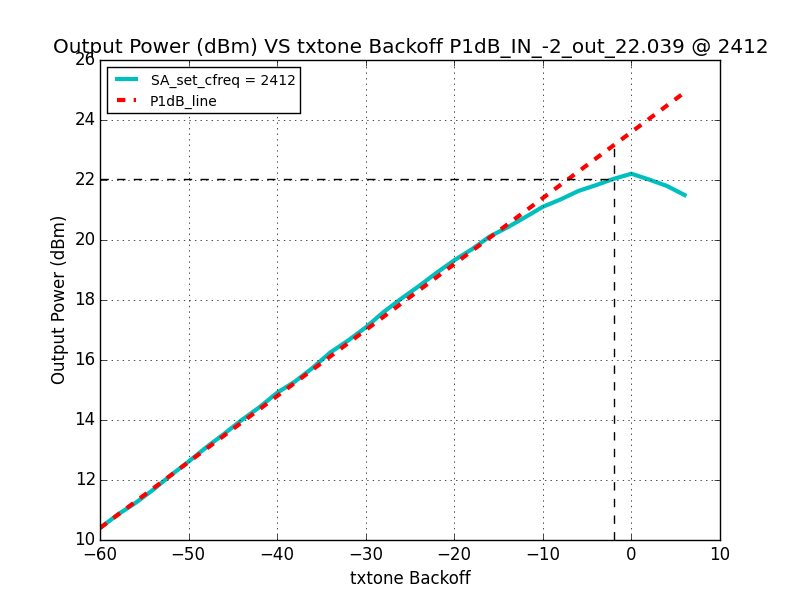 Output Power (dBm) VS txtone Backoff P1dB_IN_-2_out_22.039 @ 2412
26
SA_set_cfreq = 2412
P1dB_line
24
22
20
18
16
14
12
10
Output Power (dBm)
−60 −50 −40 −30 −20 −10 0 10
txtone Backoff